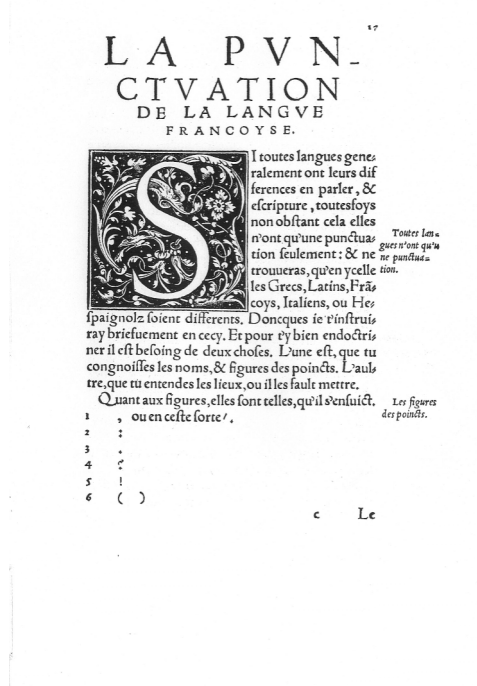 17
LA PVN-
CTVATION
DE LA LANGVE
FRANCOYSE.
SI toutes langues gene-
ralement ont leurs dif
ferences en parler, &
eſcripture, toutesfoys
non obſtant cela elles
n'ont qu'une punctua-
tion ſeulement: & ne
trouueras, qu'en ycelle
les Grecs, Latins, Frã-
coys, Italiens, ou He-
ſpaignolz ſoient differents. Doncques ie t'inſtrui-
ray briefuement en cecy. Et pour t'y bien endoctri-
ner il eſt beſoing de deux choſes. L'une eſt, que tu
congnoiſſes les noms, & figures des poincts. L'aul-
tre, que tu entendes les lieux, ou il les fault mettre.
Quant aux figures, elles ſont telles, qu'il s'enſuict.
1 , ou en ceſte ſorte/.
2 :
3 .
4 ?
5 !
6 ( )
c Le
Toutes lan-
gues n'ont qu'u
ne punctua-
tion.
Les figures
des poincts.